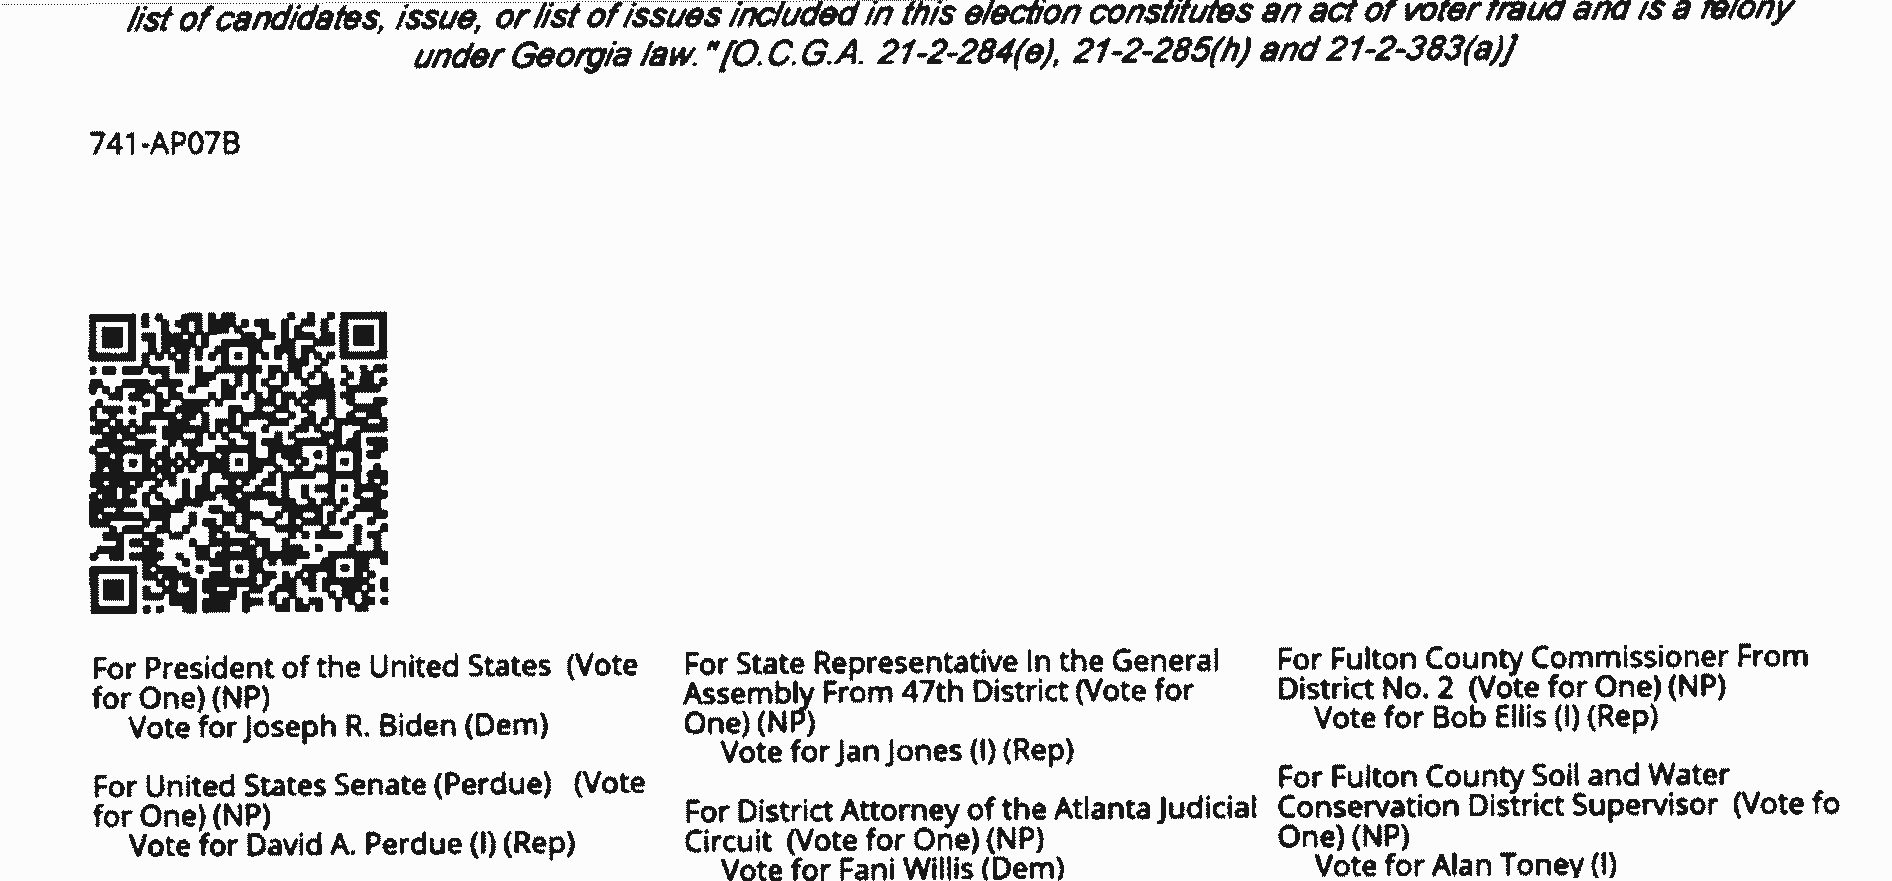 list of candidates, issue, or list of issues included in this election constitutes an act of voter fraud and is a felony
under Georgia law." [O.C.G.A. 21-2-284(e), 21-2-285(h) and 21-2-383(a)]
741-AP07B
For President of the United States (Vote
for One) (NP)
Vote for Joseph R. Biden (Dem)
For United States Senate (Perdue) (Vote
for One) (NP)
Vote for David A. Perdue (I) (Rep)
For State Representative In the General
Assembly From 47th District (Vote for
One) (NP)
Vote for Jan Jones (I) (Rep)
For District Attorney of the Atlanta Judicial
Circuit (Vote for One) (NP)
Vote for Fani Willis (Dem)
For Fulton County Commissioner From
District No. 2 (Vote for One) (NP)
Vote for Bob Ellis (I) (Rep)
For Fulton County Soil and Water
Conservation District Supervisor (Vote fo
One) (NP)
Vote for Alan Toney (I)